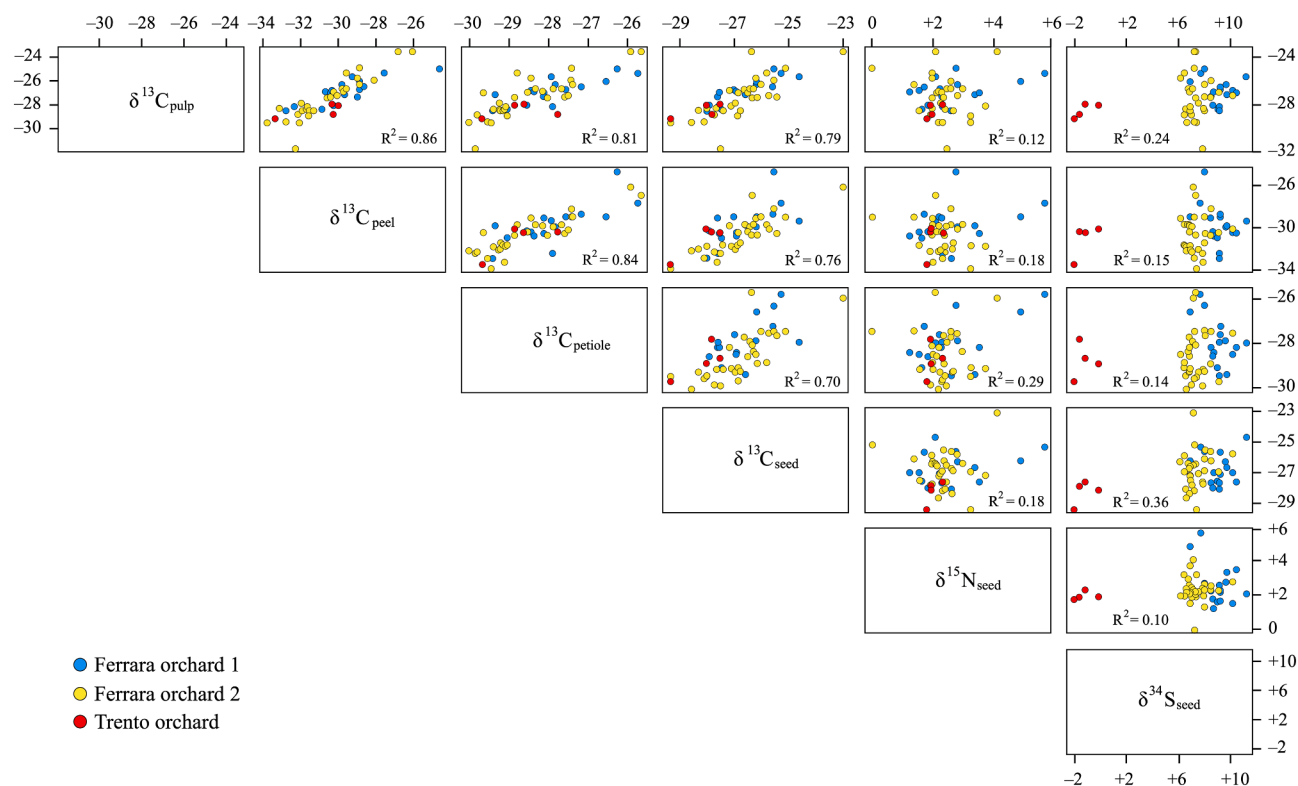 −30 −28 −26 −24 −34 −32 −30 −28 −26 −30 −29 −28 −27 −26 −29 −27 −25 −23 0 +2 +4 +6 −2 +2 +6 +10
−24 −26 −28 −30 δ13Cpulp R2 = 0.86 R2 = 0.81 R2 = 0.79 R2 = 0.12 R2 = 0.24 −24 −28 −32
δ13Cpeel R2 = 0.84 R2 = 0.76 R2 = 0.18 R2 = 0.15 −26 −30 −34
δ13Cpetiole R2 = 0.70 R2 = 0.29 R2 = 0.14 −26 −28 −30
δ13Cseed R2 = 0.18 R2 = 0.36 −23 −25 −27 −29
δ15Nseed R2 = 0.10 +6 +4 +2 0
δ34Sseed +10 +6 +2 −2
−2 +2 +6 +10
Ferrara orchard 1
Ferrara orchard 2
Trento orchard